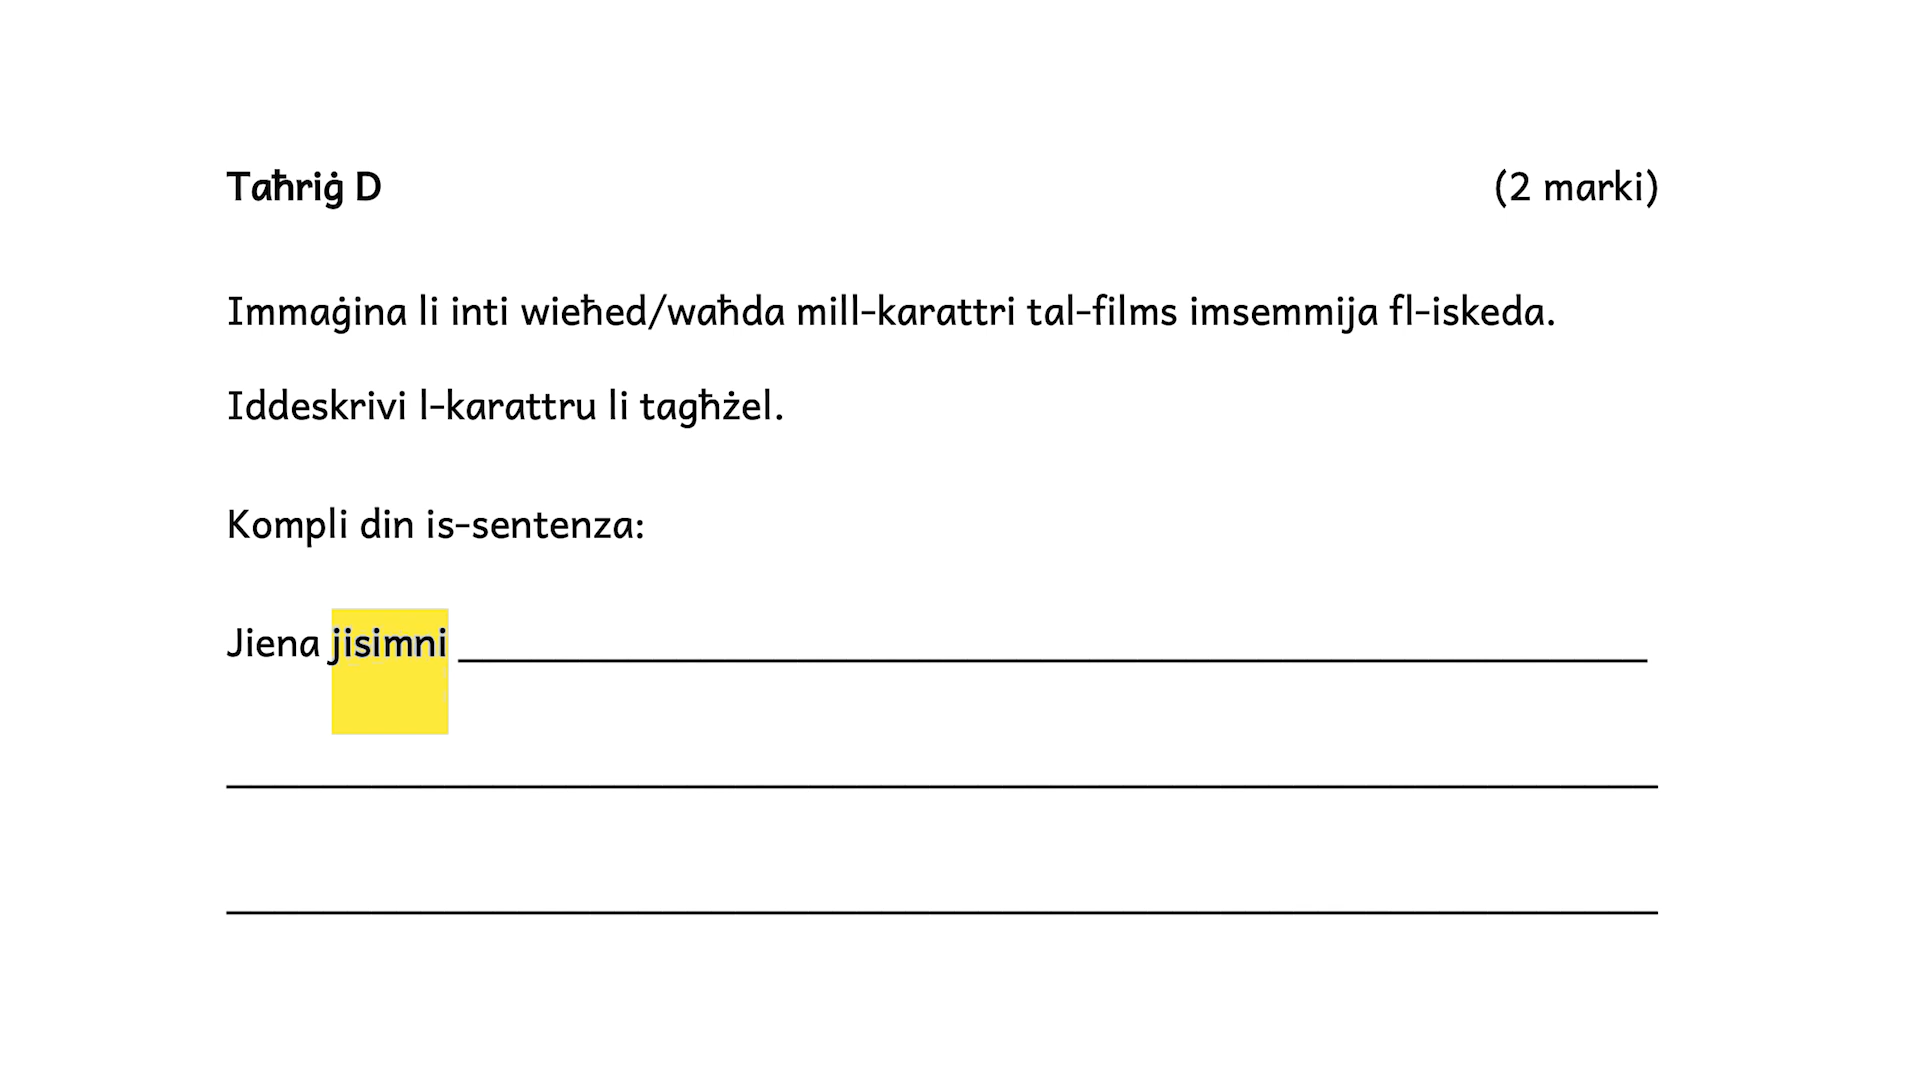 Taħriġ D (2 marki)
Immaġina li inti wieħed/waħda mill-karattri tal-films imsemmija fl-iskeda.
Iddeskrivi l-karattru li tagħżel.
Kompli din is-sentenza:
Jiena jisimni